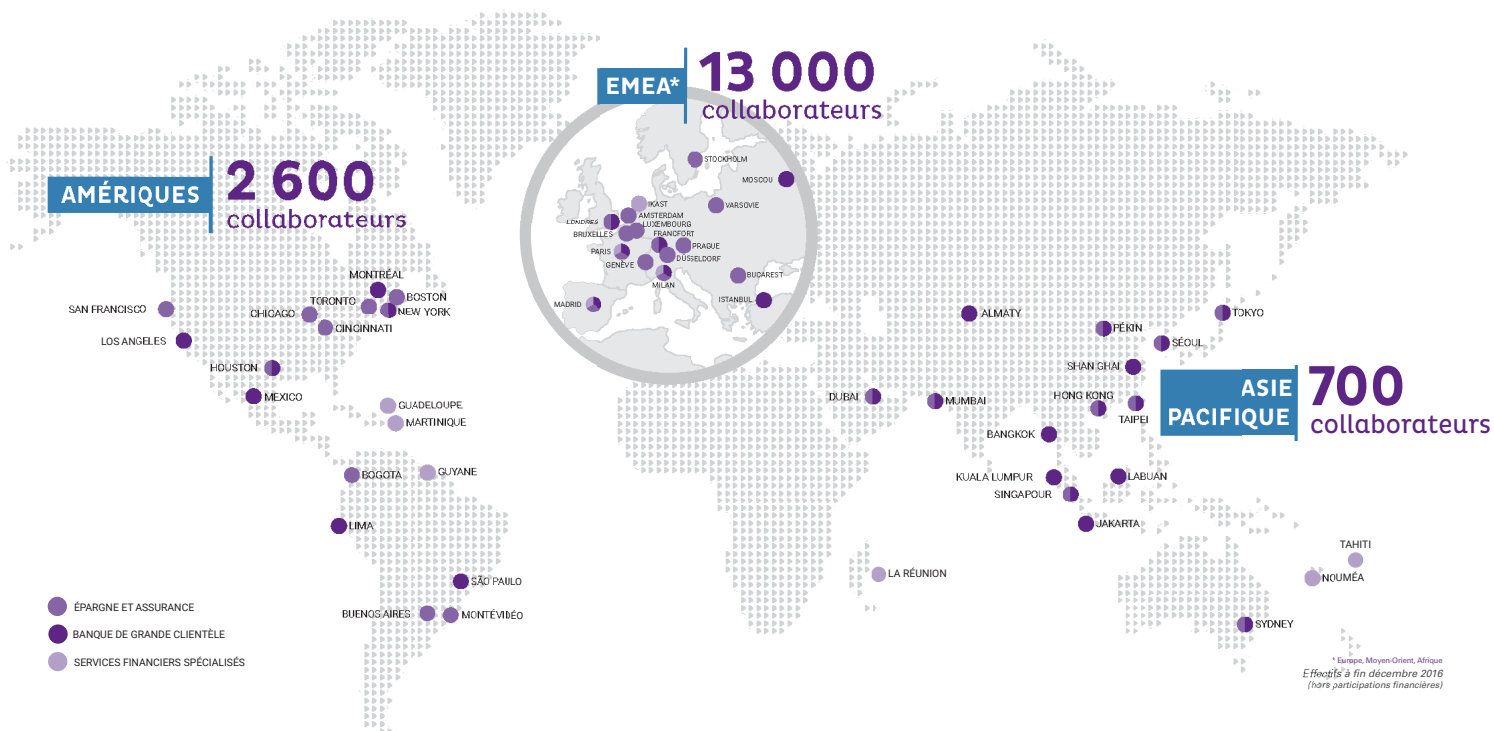 EMEA*
13 000
collaborateurs
AMÉRIQUES
2 600
collaborateurs
STOCKHOLM
MOSCOU
IKAST
VARSOVIE
AMSTERDAM
LONDRES
LUXEMBOURG
BRUXELLES
FRANCFORT
PARIS
PRAGUE
DÜSSELDORF
GENÈVE
MILAN
BUCAREST
ISTANBUL
MADRID
MONTRÉAL
BOSTON
TORONTO
SAN FRANCISCO
CHICAGO
NEW YORK
CINCINNATI
LOS ANGELES
HOUSTON
MEXICO
GUADELOUPE
MARTINIQUE
BOGOTA
GUYANE
LIMA
SÃO PAULO
BUENOS AIRES
MONTÉVIDÉO
ALMATY
TOKYO
PÉKIN
SÉOUL
SHANGHAI
DUBAI
MUMBAI
HONG KONG
TAIPEI
BANGKOK
KUALA LUMPUR
LABUAN
SINGAPOUR
JAKARTA
ASIE
PACIFIQUE
700
collaborateurs
LA RÉUNION
TAHITI
NOUMÉA
SYDNEY
ÉPARGNE ET ASSURANCE
BANQUE DE GRANDE CLIENTÈLE
SERVICES FINANCIERS SPÉCIALISÉS
* Europe, Moyen-Orient, Afrique
Effectifs à fin décembre 2016
(hors participations financières)